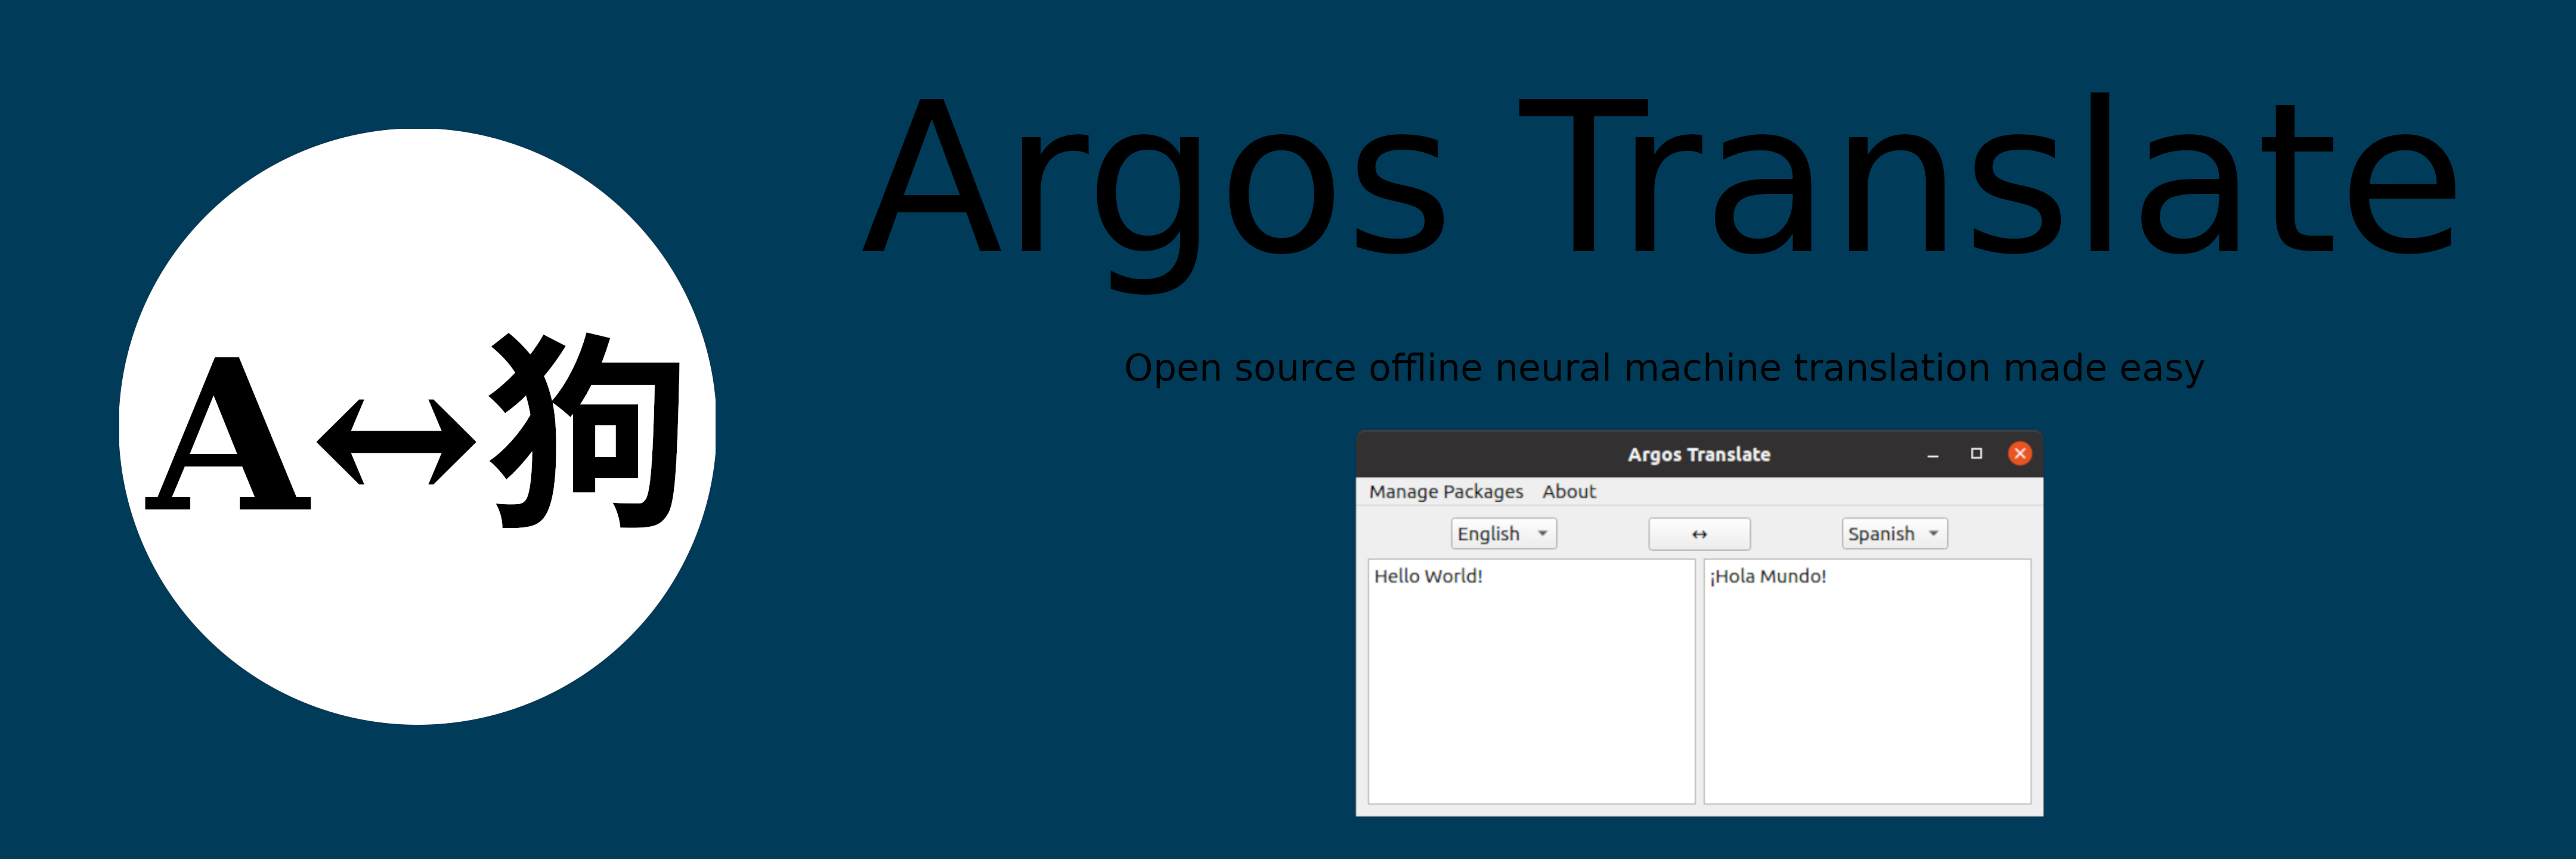 A↔狗
Argos Translate
Open source offline neural machine translation made easy
Argos Translate
Manage Packages About
English ↔ Spanish
Hello World!
¡Hola Mundo!